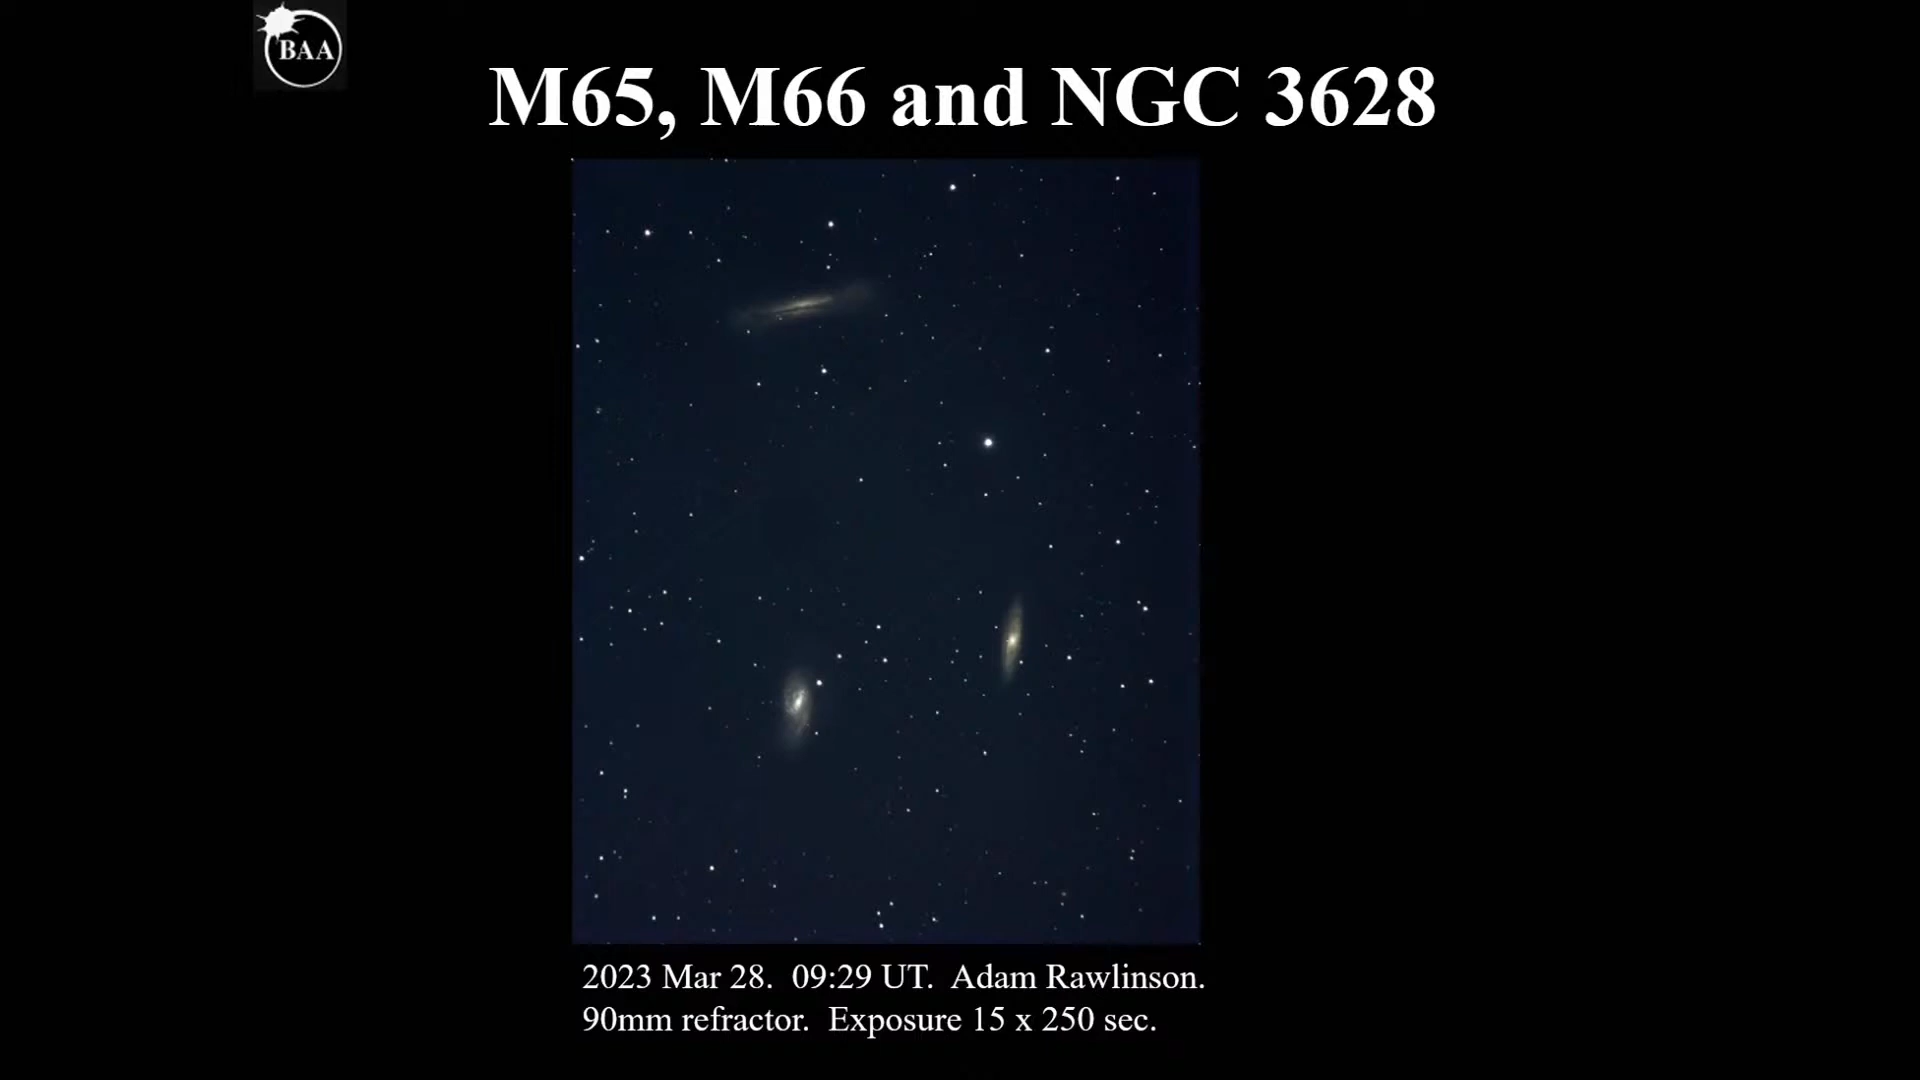 BAA
M65, M66 and NGC 3628
2023 Mar 28.  09:29 UT.  Adam Rawlinson.
90mm refractor.  Exposure 15 x 250 sec.